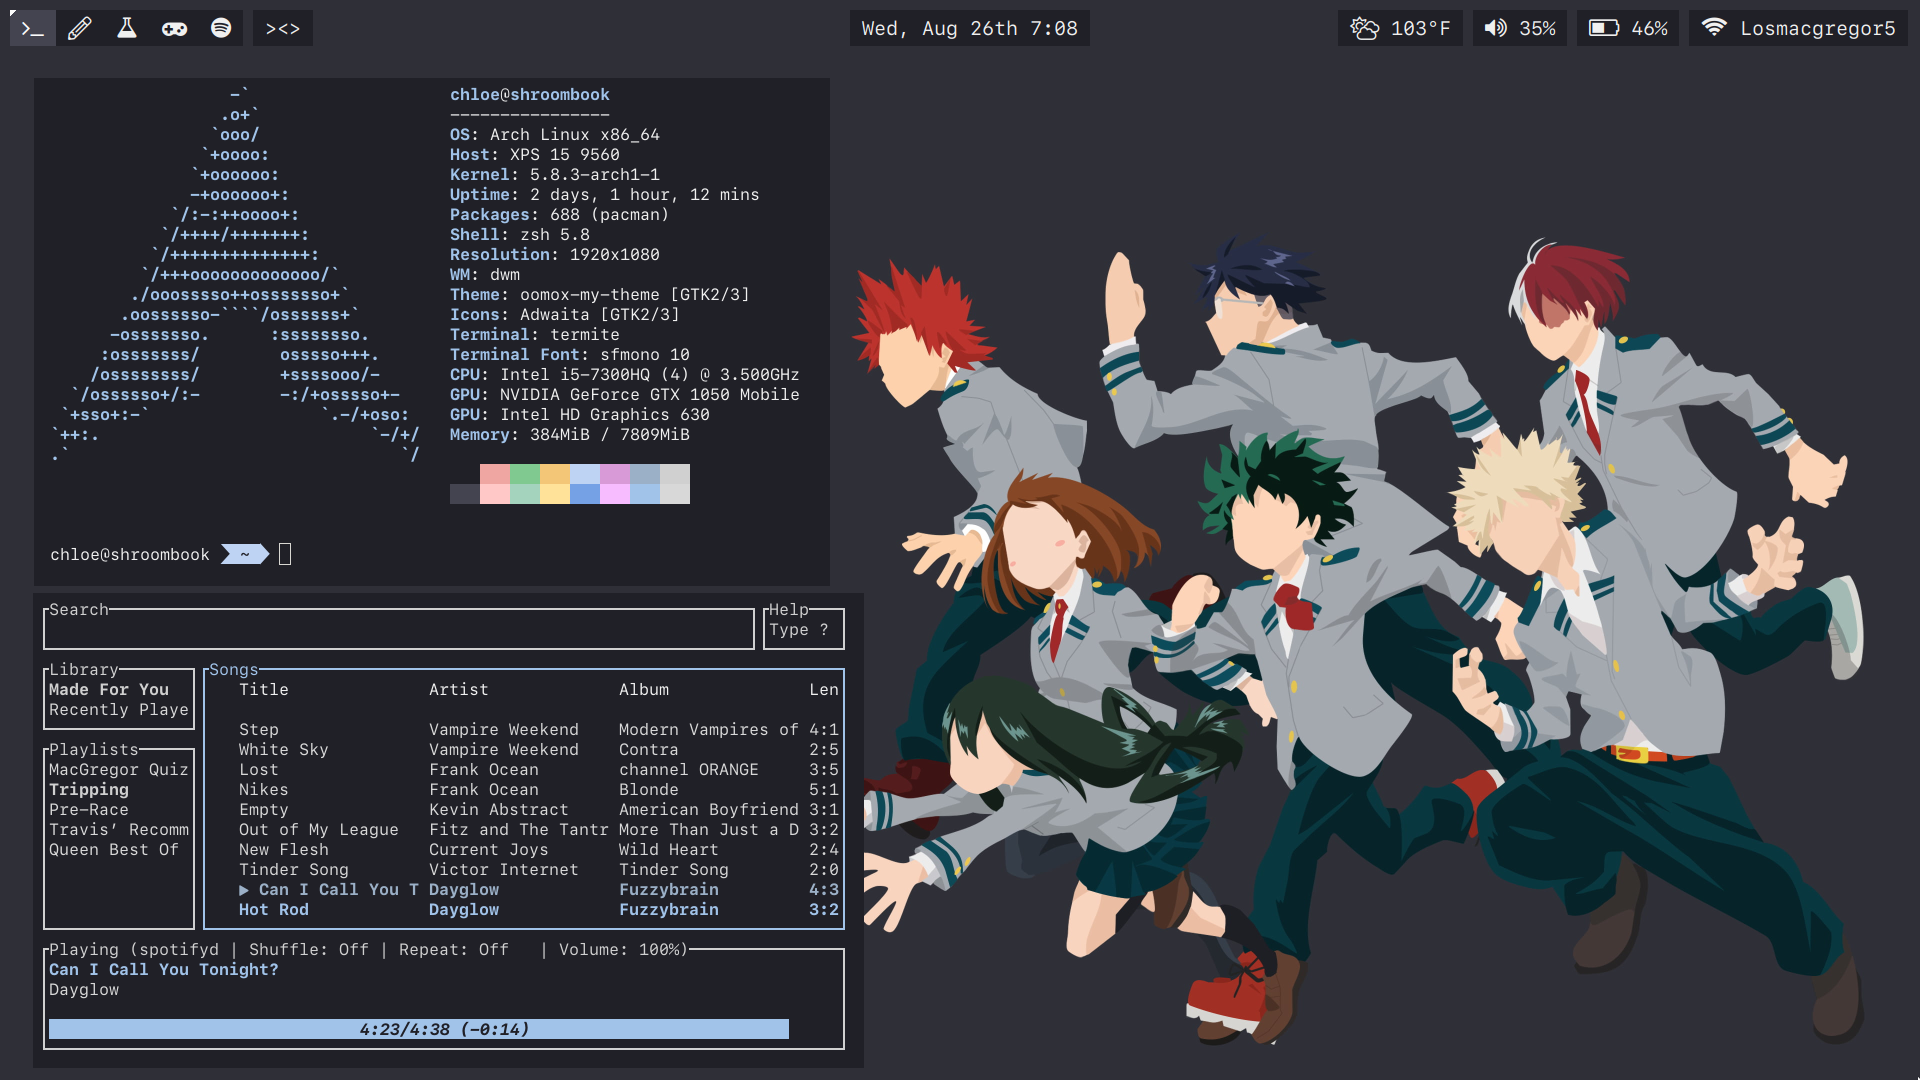 ><>
Wed, Aug 26th 7:08
103°F
35%
46%
Losmacgregor5
-`
.o+`
`ooo/
`+oooo:
`+oooooo:
-+oooooo+:
`/:-:++oooo+:
`/++++/+++++++:
`/++++++++++++++:
`/+++ooooooooooooo/`
./ooosssso++osssssso+`
.oossssso-````/ossssss+`
-osssssso.      :ssssssso.
:osssssss/        osssso+++.
/ossssssss/        +ssssooo/-
`/ossssso+/:-        -:/+osssso+-
`+sso+:-`                 `.-/+oso:
`++:.                           `-/+/
.`                                 `/
chloe@shroombook
----------------
OS: Arch Linux x86_64
Host: XPS 15 9560
Kernel: 5.8.3-arch1-1
Uptime: 2 days, 1 hour, 12 mins
Packages: 688 (pacman)
Shell: zsh 5.8
Resolution: 1920x1080
WM: dwm
Theme: oomox-my-theme [GTK2/3]
Icons: Adwaita [GTK2/3]
Terminal: termite
Terminal Font: sfmono 10
CPU: Intel i5-7300HQ (4) @ 3.500GHz
GPU: NVIDIA GeForce GTX 1050 Mobile
GPU: Intel HD Graphics 630
Memory: 384MiB / 7809MiB
chloe@shroombook ~
Search
Help
Type ?
Library
Made For You
Recently Playe
Playlists
MacGregor Quiz
Tripping
Pre-Race
Travis’ Recomm
Queen Best Of
Songs
Title Artist Album Len
Step Vampire Weekend Modern Vampires of 4:1
White Sky Vampire Weekend Contra 2:5
Lost Frank Ocean channel ORANGE 3:5
Nikes Frank Ocean Blonde 5:1
Empty Kevin Abstract American Boyfriend 3:1
Out of My League Fitz and The Tantr More Than Just a D 3:2
New Flesh Current Joys Wild Heart 2:4
Tinder Song Victor Internet Tinder Song 2:0
▶ Can I Call You T Dayglow Fuzzybrain 4:3
Hot Rod Dayglow Fuzzybrain 3:2
Playing (spotifyd | Shuffle: Off | Repeat: Off | Volume: 100%)
Can I Call You Tonight?
Dayglow
4:23/4:38 (-0:14)